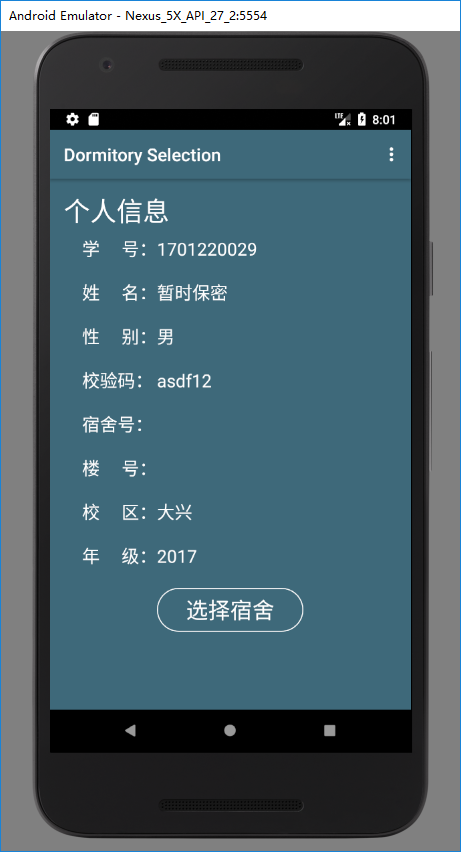 Android Emulator - Nexus_5X_API_27_2:5554
LTE 8:01
Dormitory Selection
个人信息
学 号：1701220029
姓 名：暂时保密
性 别：男
校验码： asdf12
宿舍号：
楼 号：
校 区：大兴
年 级：2017
选择宿舍